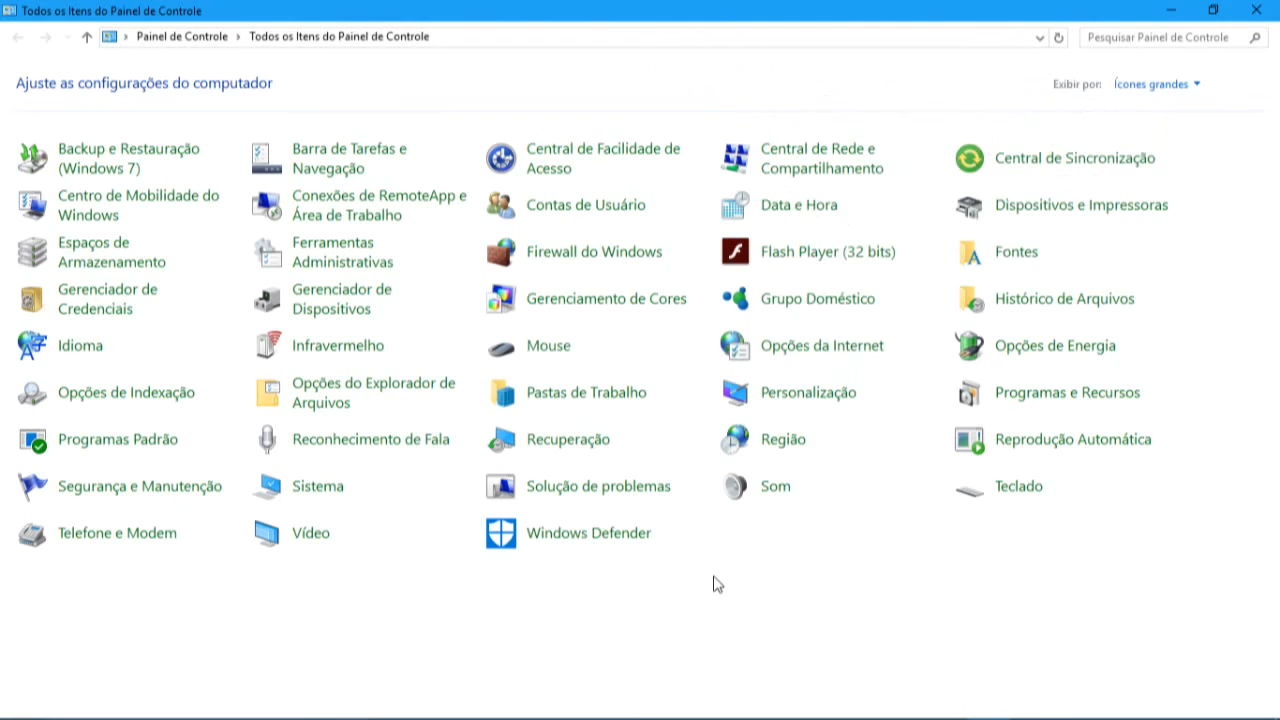 Todos os Itens do Painel de Controle
Painel de Controle › Todos os Itens do Painel de Controle
Pesquisar Painel de Controle
Ajuste as configurações do computador
Exibir por: Ícones grandes
Backup e Restauração
(Windows 7)
Barra de Tarefas e
Navegação
Central de Facilidade de
Acesso
Central de Rede e
Compartilhamento
Central de Sincronização
Centro de Mobilidade do
Windows
Conexões de RemoteApp e
Área de Trabalho
Contas de Usuário
Data e Hora
Dispositivos e Impressoras
Espaços de
Armazenamento
Ferramentas
Administrativas
Firewall do Windows
Flash Player (32 bits)
Fontes
Gerenciador de
Credenciais
Gerenciador de
Dispositivos
Gerenciamento de Cores
Grupo Doméstico
Histórico de Arquivos
Idioma
Infravermelho
Mouse
Opções da Internet
Opções de Energia
Opções de Indexação
Opções do Explorador de
Arquivos
Pastas de Trabalho
Personalização
Programas e Recursos
Programas Padrão
Reconhecimento de Fala
Recuperação
Região
Reprodução Automática
Segurança e Manutenção
Sistema
Solução de problemas
Som
Teclado
Telefone e Modem
Vídeo
Windows Defender